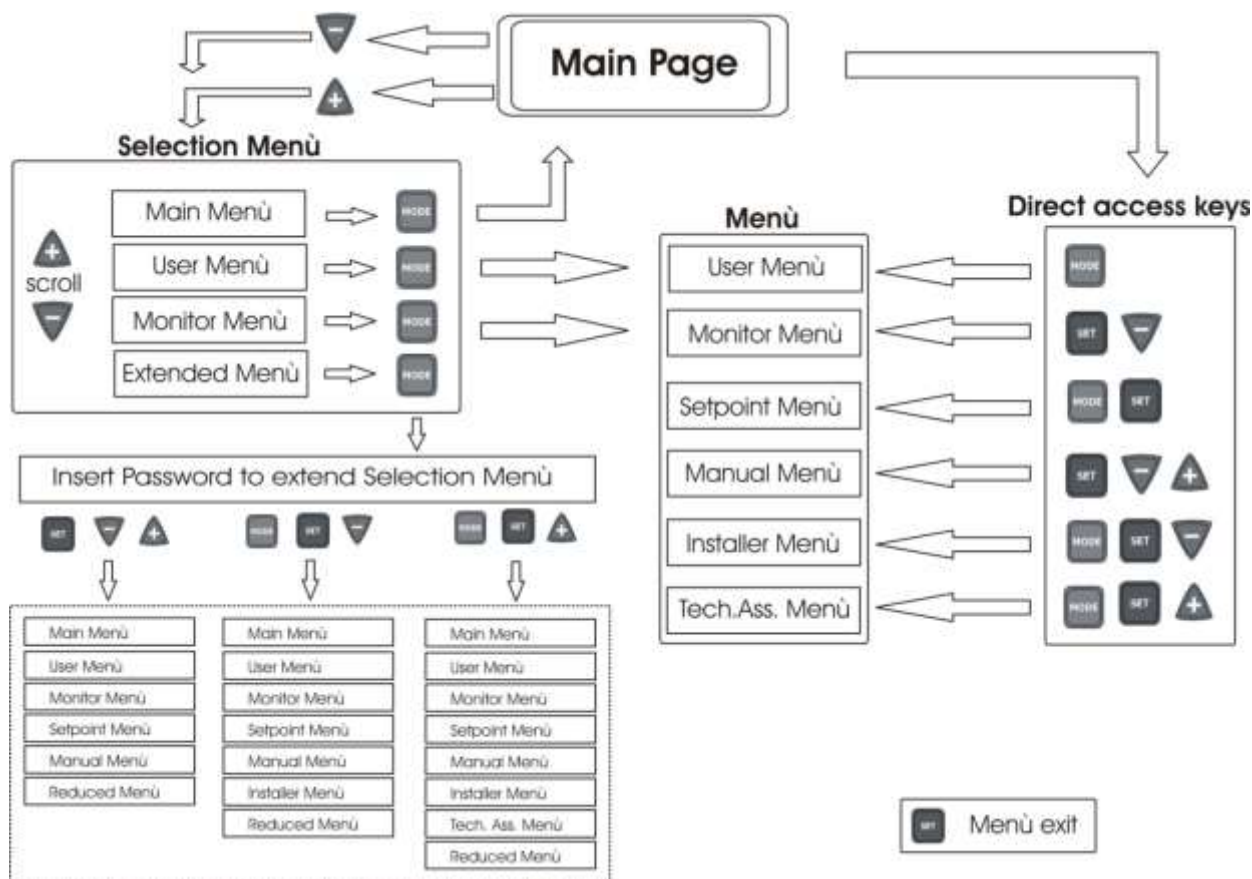 Main Page
Selection Menù
Main Menù
MODE
User Menù
MODE
Monitor Menù
MODE
Extended Menù
MODE
+
scroll
−
Insert Password to extend Selection Menù
SET − +
MODE SET −
MODE SET +
Main Menù
User Menù
Monitor Menù
Setpoint Menù
Manual Menù
Reduced Menù
Main Menù
User Menù
Monitor Menù
Setpoint Menù
Manual Menù
Installer Menù
Reduced Menù
Main Menù
User Menù
Monitor Menù
Setpoint Menù
Manual Menù
Installer Menù
Tech. Ass. Menù
Reduced Menù
Menù
User Menù
Monitor Menù
Setpoint Menù
Manual Menù
Installer Menù
Tech.Ass. Menù
Direct access keys
MODE
SET −
MODE SET
SET − +
MODE SET −
MODE SET +
SET Menù exit